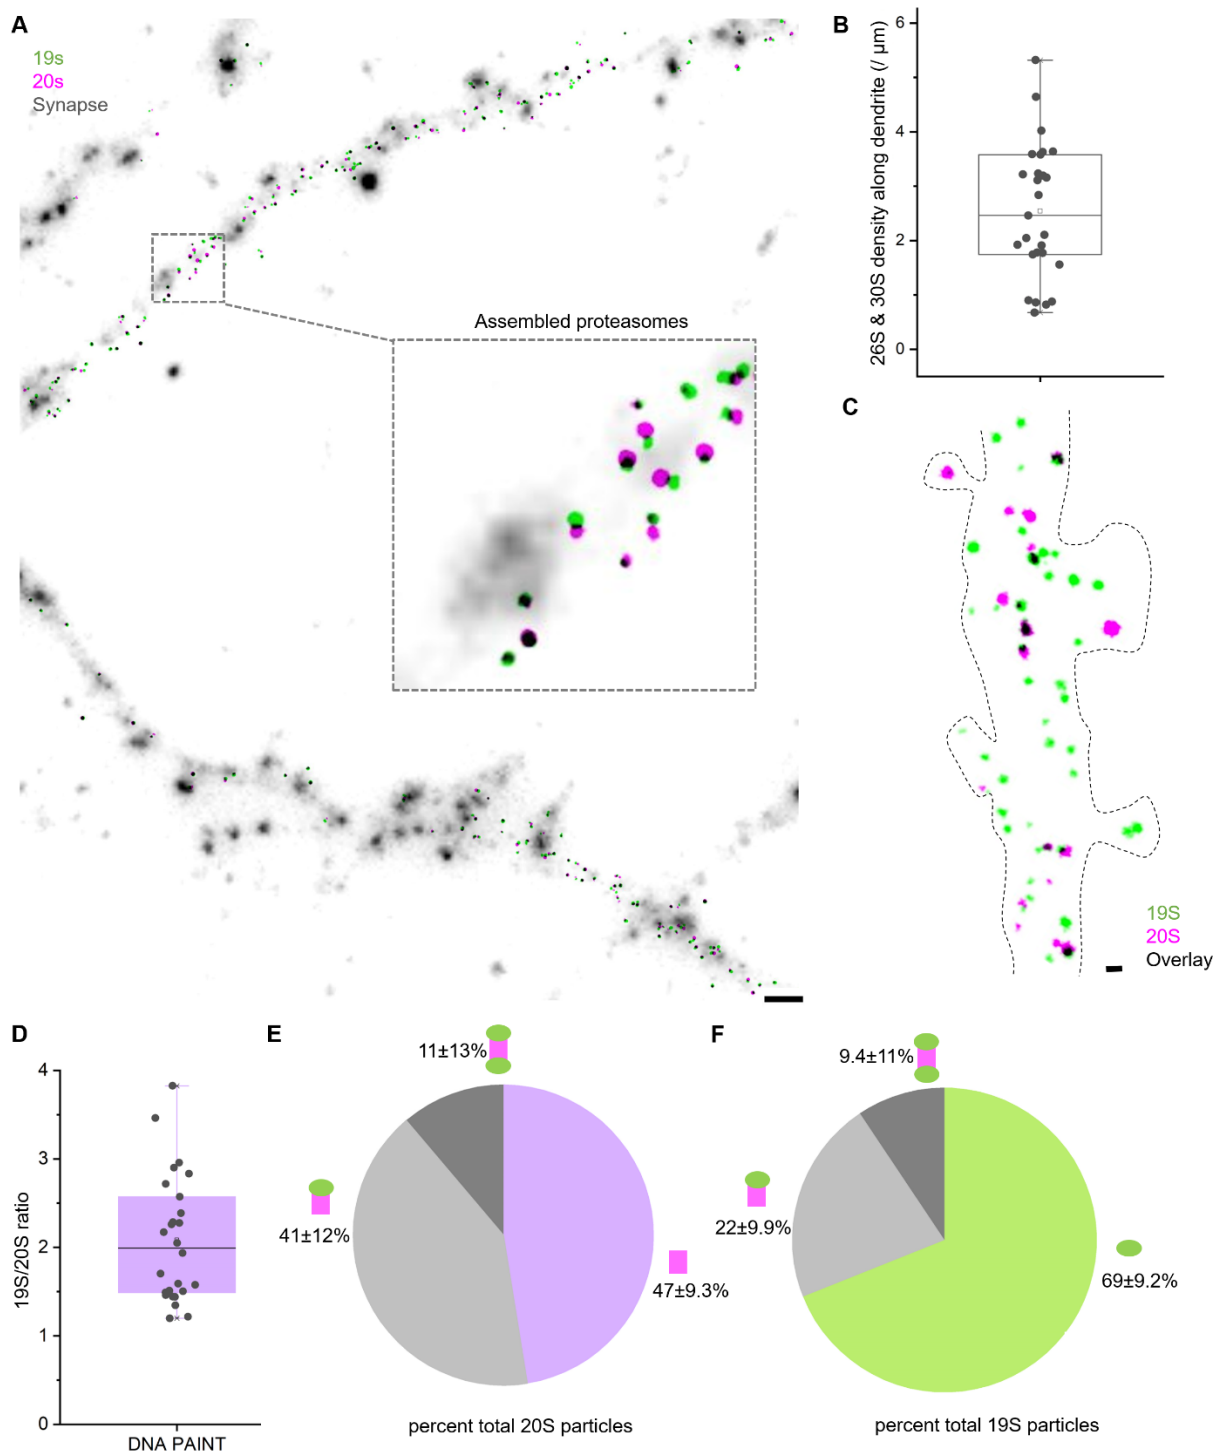 A
19s
20s
Synapse
Assembled proteasomes
B
26S & 30S density along dendrite (/ μm)
6
4
2
0
C
19S
20S
Overlay
D
19S/20S ratio
4
3
2
1
0
DNA PAINT
E
11±13%
41±12%
47±9.3%
percent total 20S particles
F
9.4±11%
22±9.9%
69±9.2%
percent total 19S particles